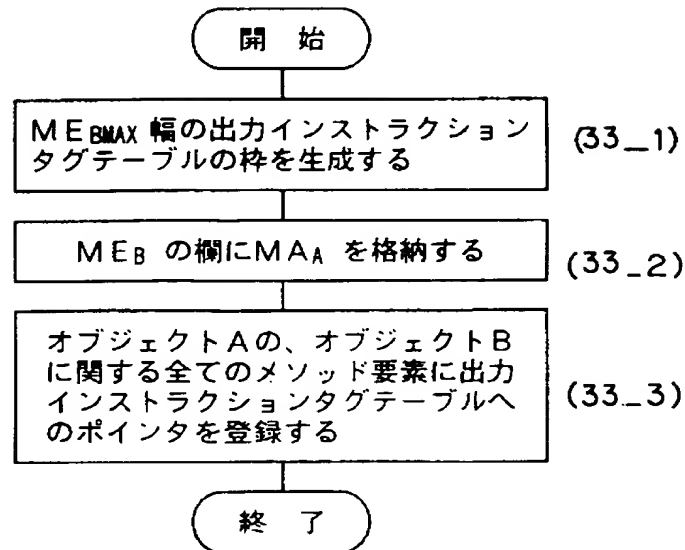 開 始
ＭＥBMAX 幅の出力インストラクション
タグテーブルの枠を生成する
(33_1)
ＭＥB の欄にＭＡA を格納する
(33_2)
オブジェクトＡの、オブジェクトＢ
に関する全てのメソッド要素に出力
インストラクションタグテーブルへ
のポインタを登録する
(33_3)
終 了